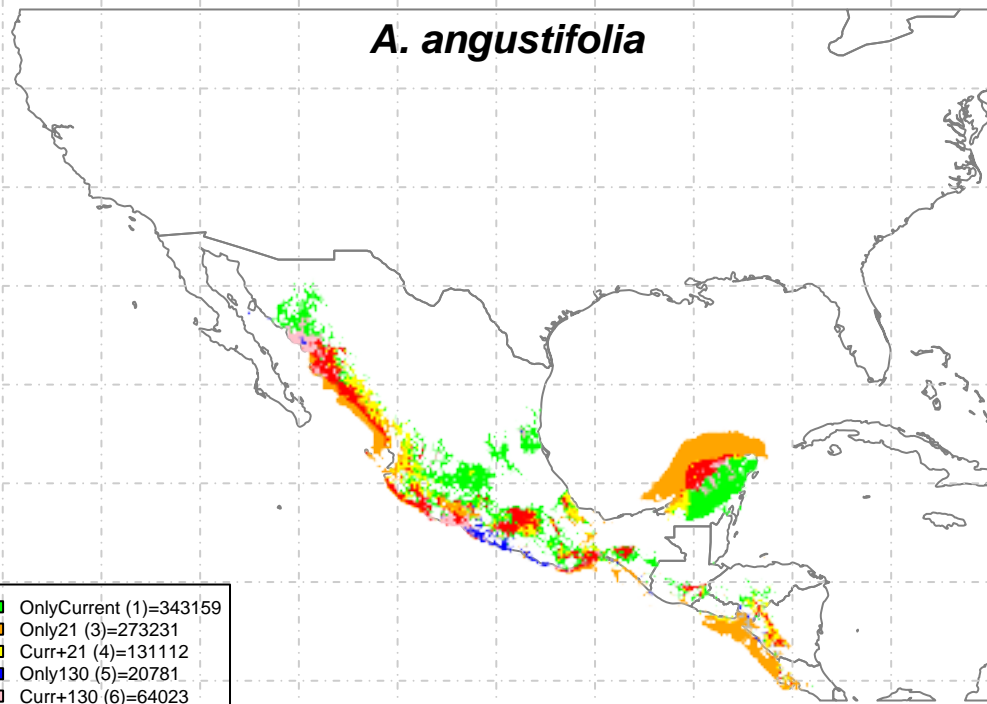 A. angustifolia
OnlyCurrent (1)=343159
Only21 (3)=273231
Curr+21 (4)=131112
Only130 (5)=20781
Curr+130 (6)=64023